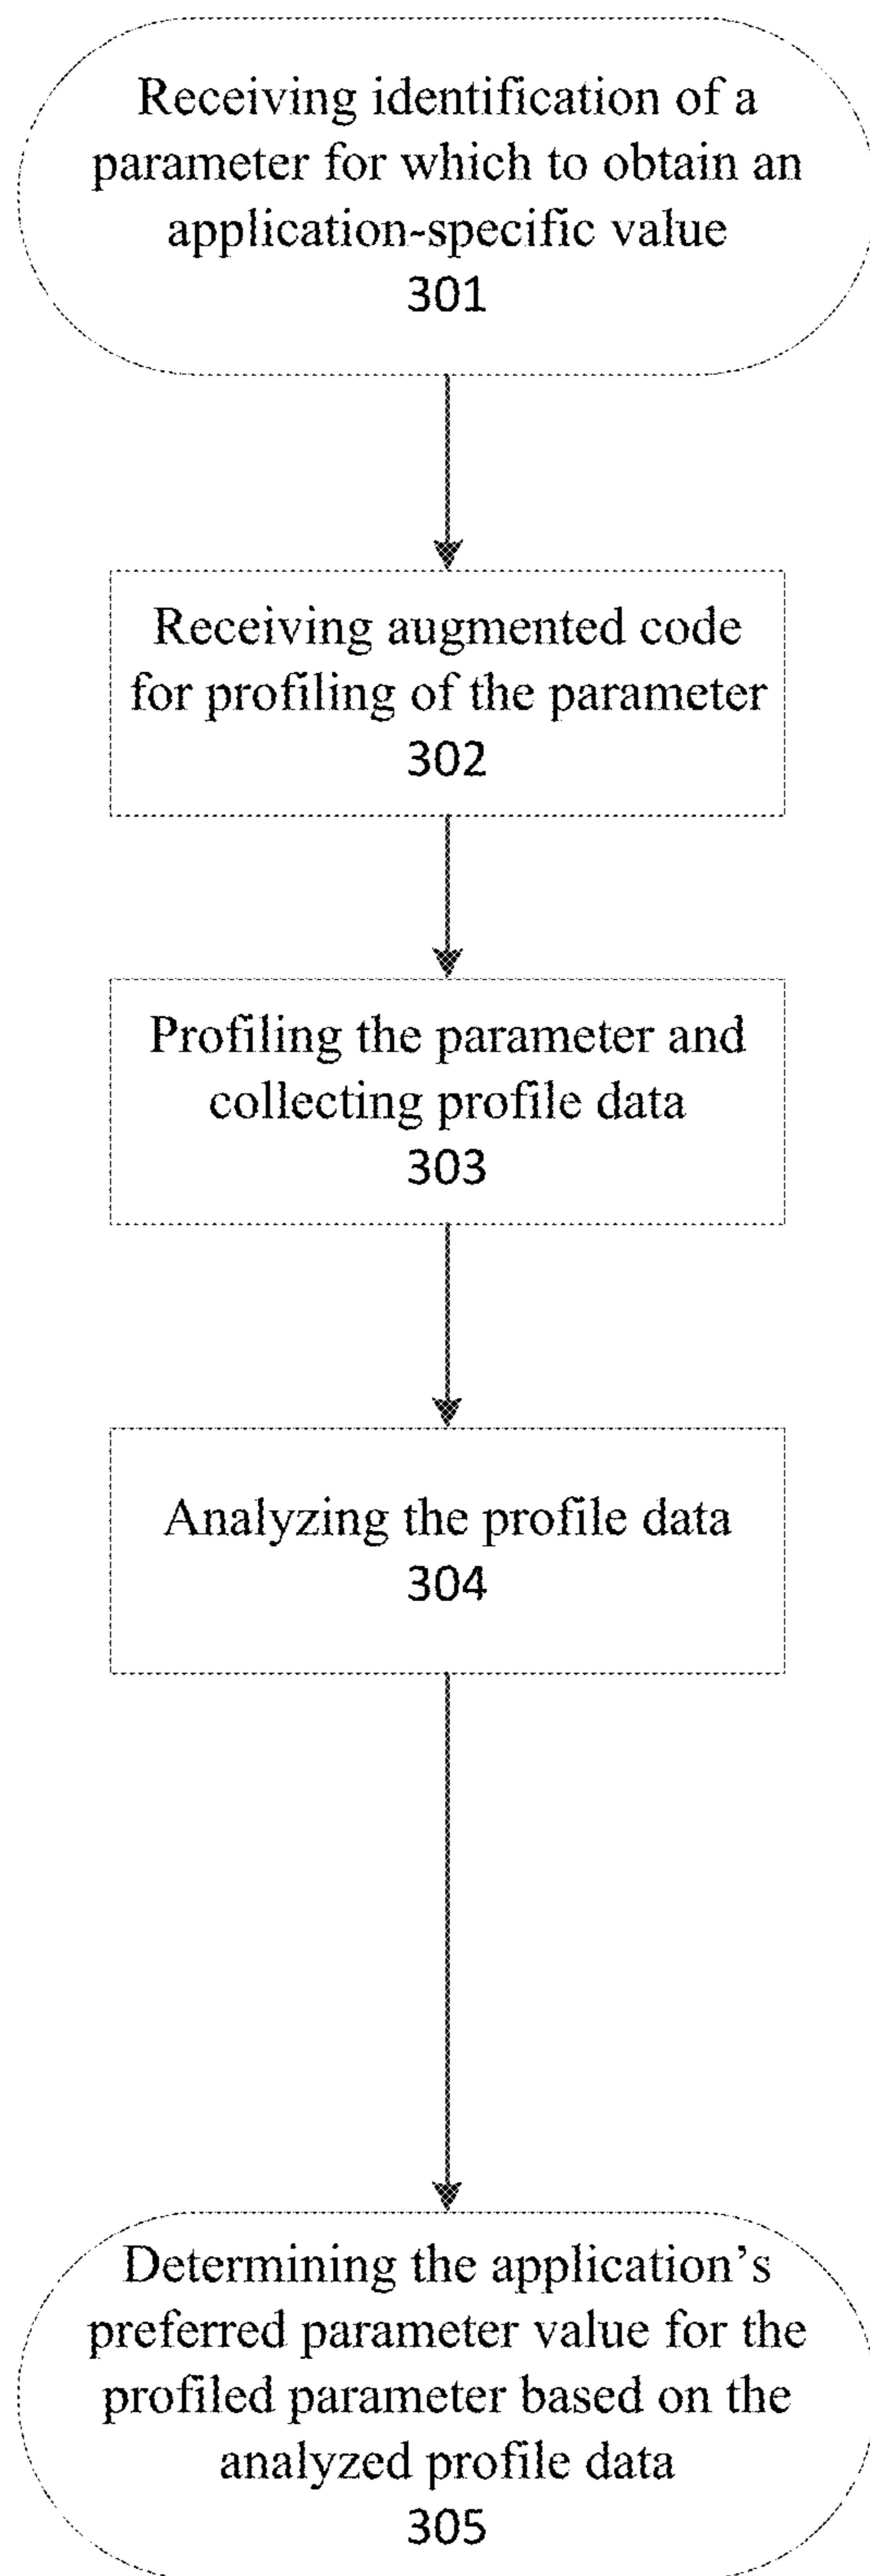 Receiving identification of a
parameter for which to obtain an
application-specific value
301
Receiving augmented code
for profiling of the parameter
302
Profiling the parameter and
collecting profile data
303
Analyzing the profile data
304
Determining the application’s
preferred parameter value for the
profiled parameter based on the
analyzed profile data
305